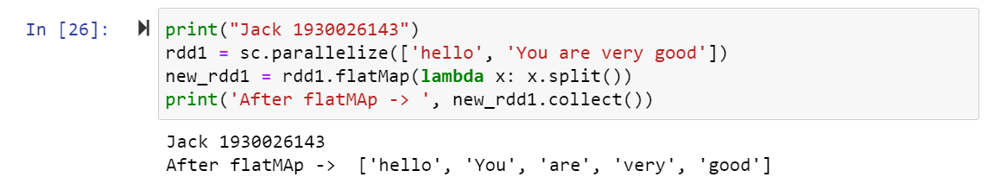 In [26]:
print("Jack 1930026143")
rdd1 = sc.parallelize(['hello', 'You are very good'])
new_rdd1 = rdd1.flatMap(lambda x: x.split())
print('After flatMAp -> ', new_rdd1.collect())
Jack 1930026143
After flatMAp ->  ['hello', 'You', 'are', 'very', 'good']